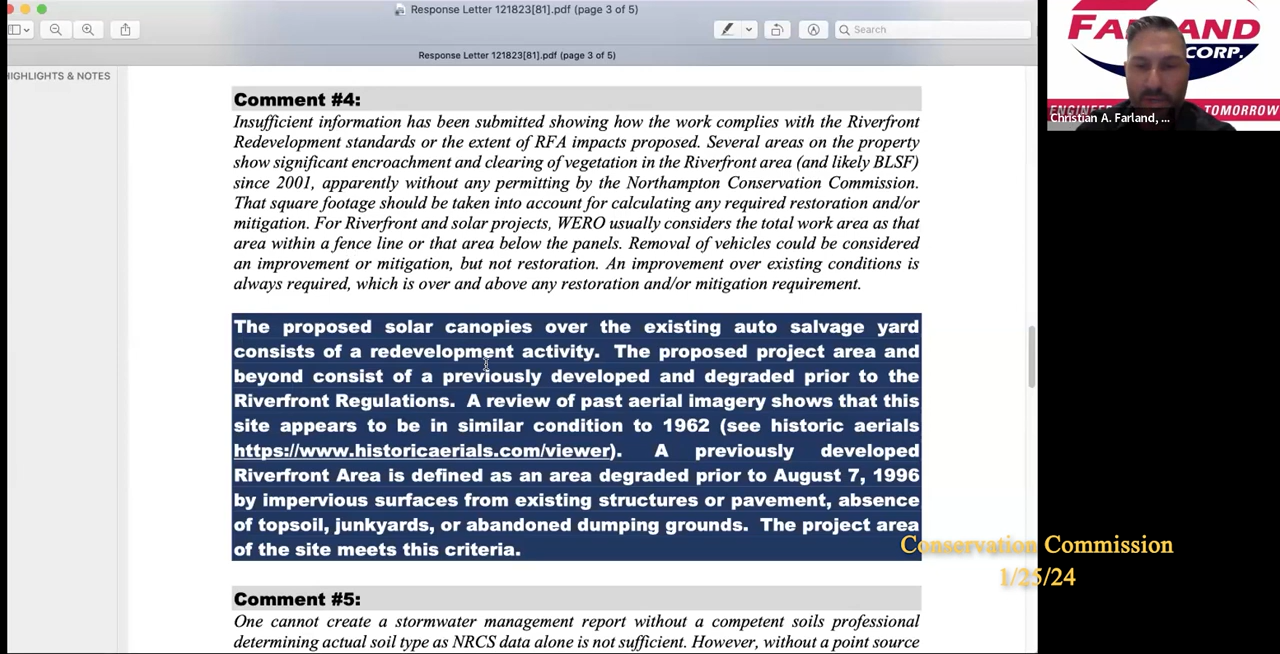 Response Letter 121823[81].pdf (page 3 of 5)
Search
Response Letter 121823[81].pdf (page 3 of 5)
HIGHLIGHTS & NOTES
FARLAND
CORP.
TOMORROW
Christian A. Farland, ...
Comment #4:
Insufficient information has been submitted showing how the work complies with the Riverfront
Redevelopment standards or the extent of RFA impacts proposed. Several areas on the property
show significant encroachment and clearing of vegetation in the Riverfront area (and likely BLSF)
since 2001, apparently without any permitting by the Northampton Conservation Commission.
That square footage should be taken into account for calculating any required restoration and/or
mitigation. For Riverfront and solar projects, WERO usually considers the total work area as that
area within a fence line or that area below the panels. Removal of vehicles could be considered
an improvement or mitigation, but not restoration. An improvement over existing conditions is
always required, which is over and above any restoration and/or mitigation requirement.
The proposed solar canopies over the existing auto salvage yard
consists of a redevelopment activity. The proposed project area and
beyond consist of a previously developed and degraded prior to the
Riverfront Regulations. A review of past aerial imagery shows that this
site appears to be in similar condition to 1962 (see historic aerials
https://www.historicaerials.com/viewer). A previously developed
Riverfront Area is defined as an area degraded prior to August 7, 1996
by impervious surfaces from existing structures or pavement, absence
of topsoil, junkyards, or abandoned dumping grounds. The project area
of the site meets this criteria.
Conservation Commission
1/25/24
Comment #5:
One cannot create a stormwater management report without a competent soils professional
determining actual soil type as NRCS data alone is not sufficient. However, without a point source